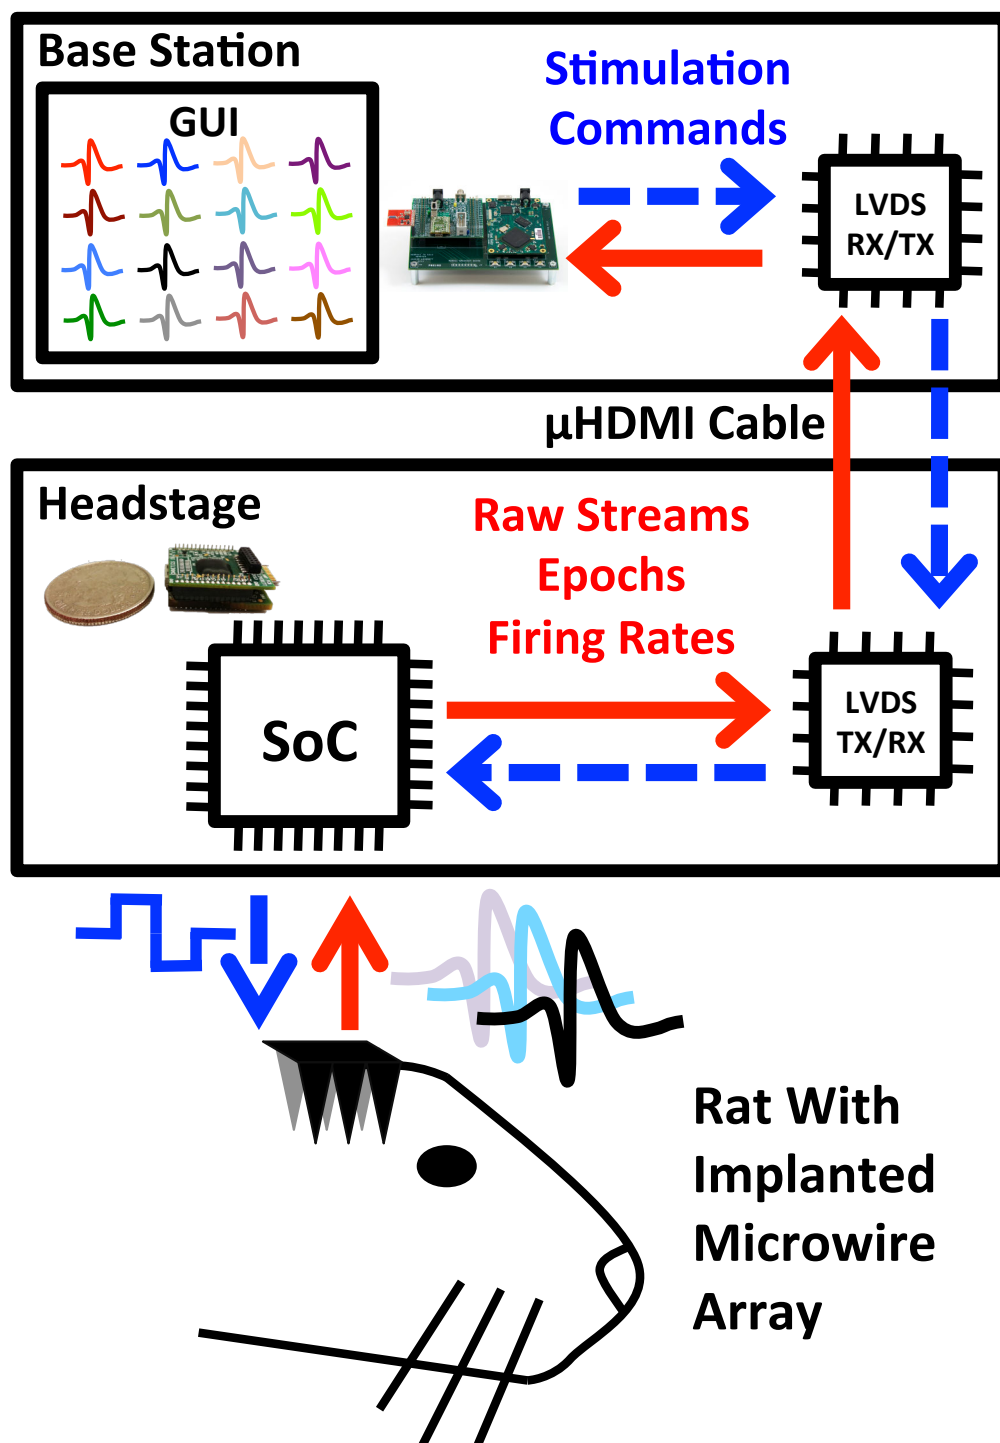 Base Station
GUI
Stimulation
Commands
LVDS
RX/TX
µHDMI Cable
Headstage
Raw Streams
Epochs
Firing Rates
SoC
LVDS
TX/RX
Rat With
Implanted
Microwire
Array